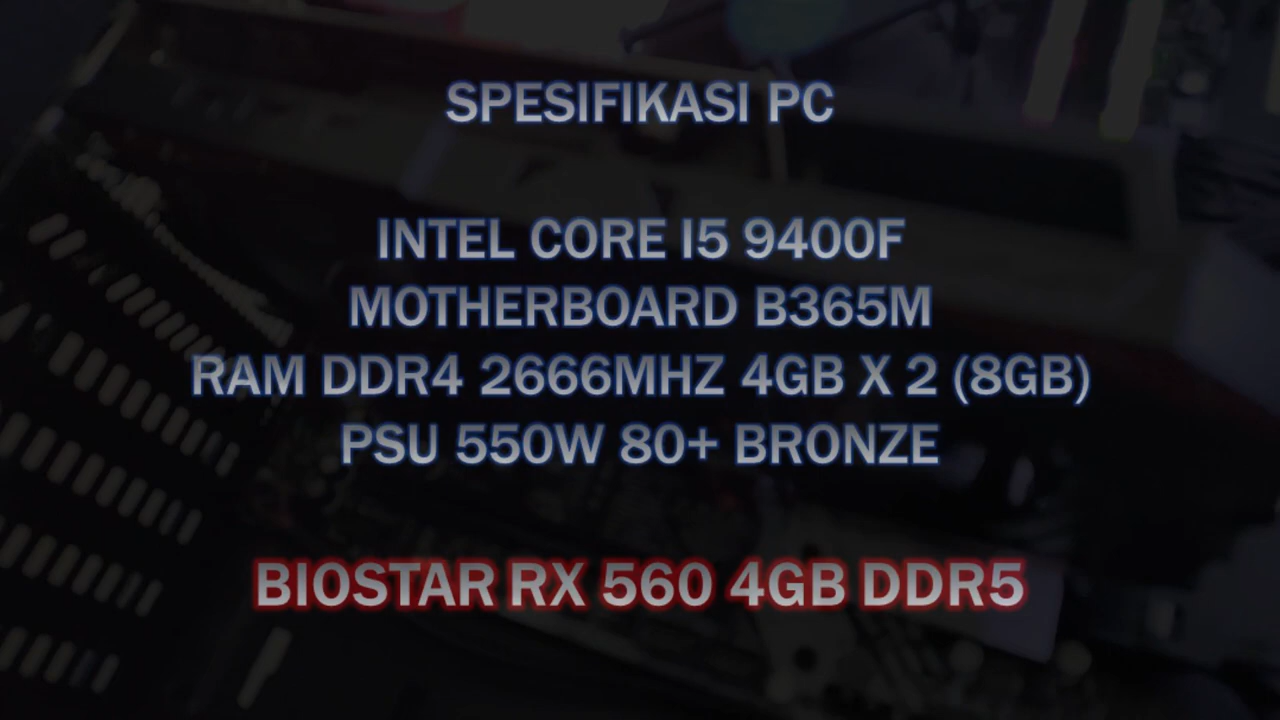 SPESIFIKASI PC
INTEL CORE I5 9400F
MOTHERBOARD B365M
RAM DDR4 2666MHZ 4GB X 2 (8GB)
PSU 550W 80+ BRONZE
BIOSTAR RX 560 4GB DDR5